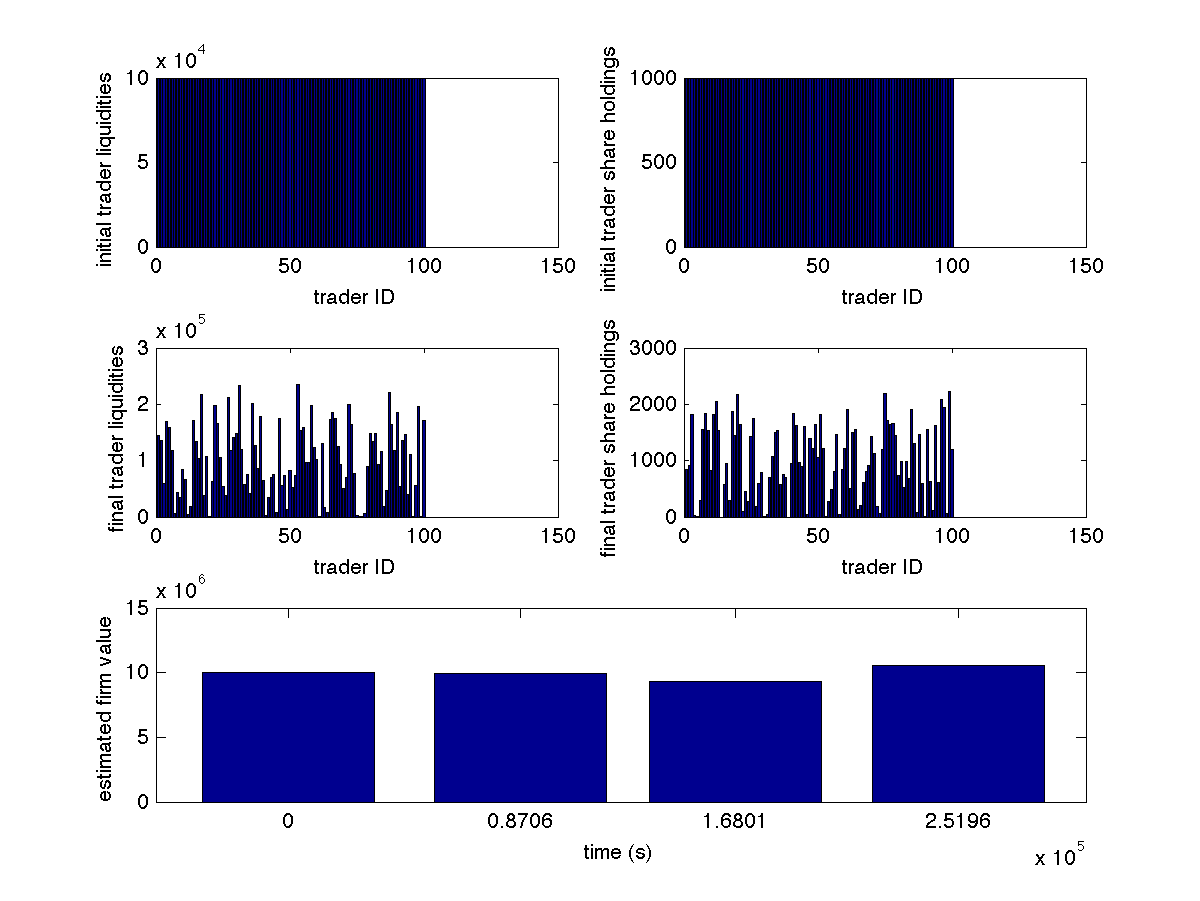 x 10^4
10
5
0
0 50 100 150
initial trader liquidities
trader ID
1000
500
0
0 50 100 150
initial trader share holdings
trader ID
x 10^5
3
2
1
0
0 50 100 150
final trader liquidities
trader ID
3000
2000
1000
0
0 50 100 150
final trader share holdings
trader ID
x 10^6
15
10
5
0
0 0.8706 1.6801 2.5196
estimated firm value
time (s)
x 10^5